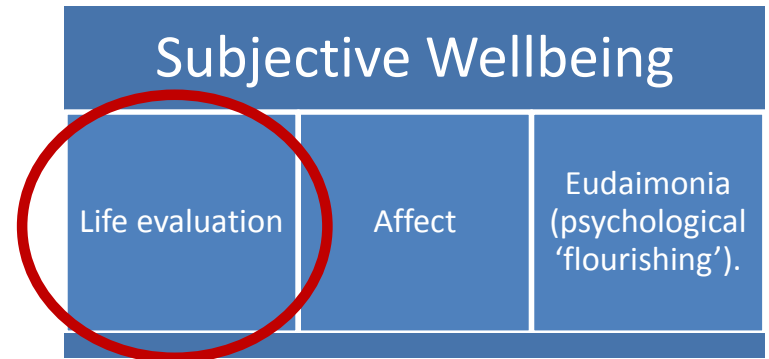 Subjective Wellbeing
Life evaluation
Affect
Eudaimonia
(psychological
‘flourishing’).